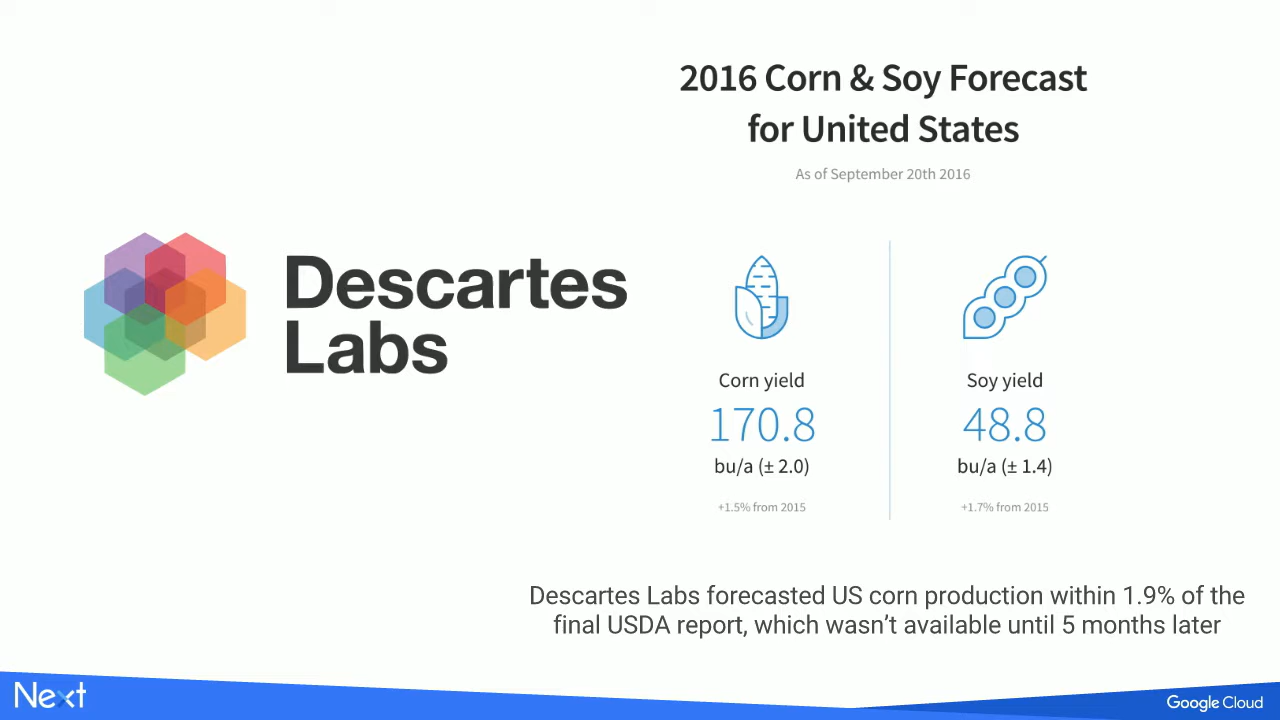 2016 Corn & Soy Forecast
for United States
As of September 20th 2016
Descartes
Labs
Corn yield
170.8
bu/a (± 2.0)
+1.5% from 2015
Soy yield
48.8
bu/a (± 1.4)
+1.7% from 2015
Descartes Labs forecasted US corn production within 1.9% of the
final USDA report, which wasn’t available until 5 months later
Next
Google Cloud